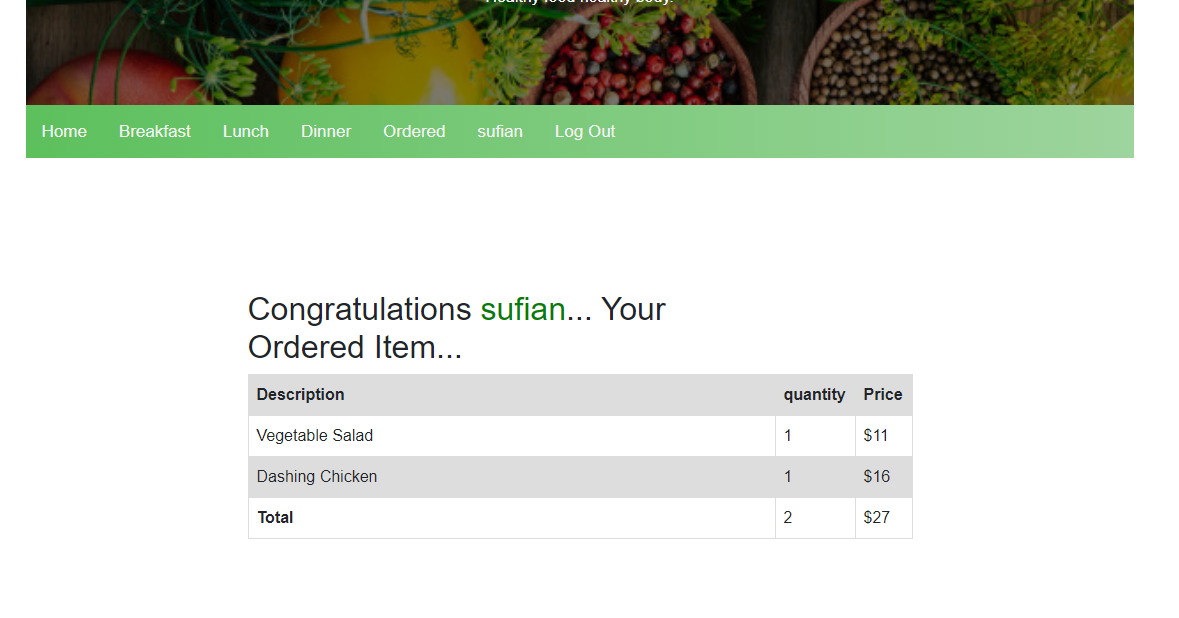 Healthy food healthy body.
Home Breakfast Lunch Dinner Ordered sufian Log Out
Congratulations sufian... Your
Ordered Item...
Description quantity Price
Vegetable Salad 1 $11
Dashing Chicken 1 $16
Total 2 $27